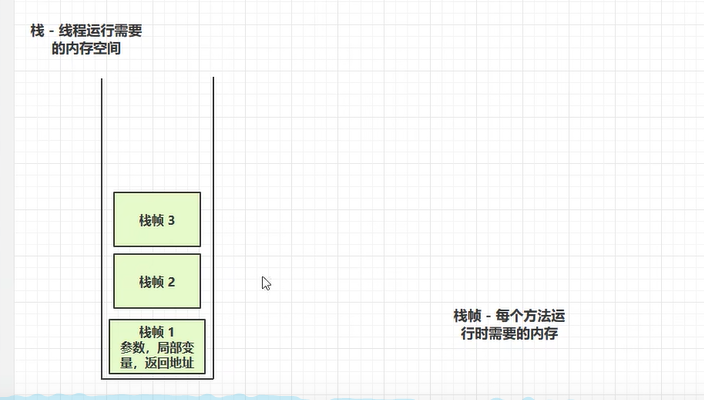 栈 - 线程运行需要
的内存空间
栈帧 3
栈帧 2
栈帧 1
参数，局部变
量，返回地址
栈帧 - 每个方法运
行时需要的内存